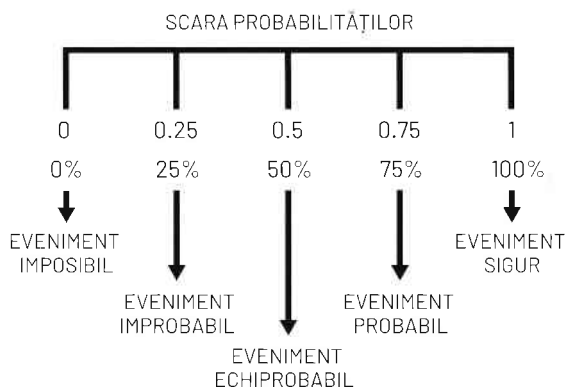 SCARA PROBABILITĂȚILOR
0 0.25 0.5 0.75 1
0% 25% 50% 75% 100%
EVENIMENT
IMPOSIBIL
EVENIMENT
SIGUR
EVENIMENT
IMPROBABIL
EVENIMENT
PROBABIL
EVENIMENT
ECHIPROBABIL